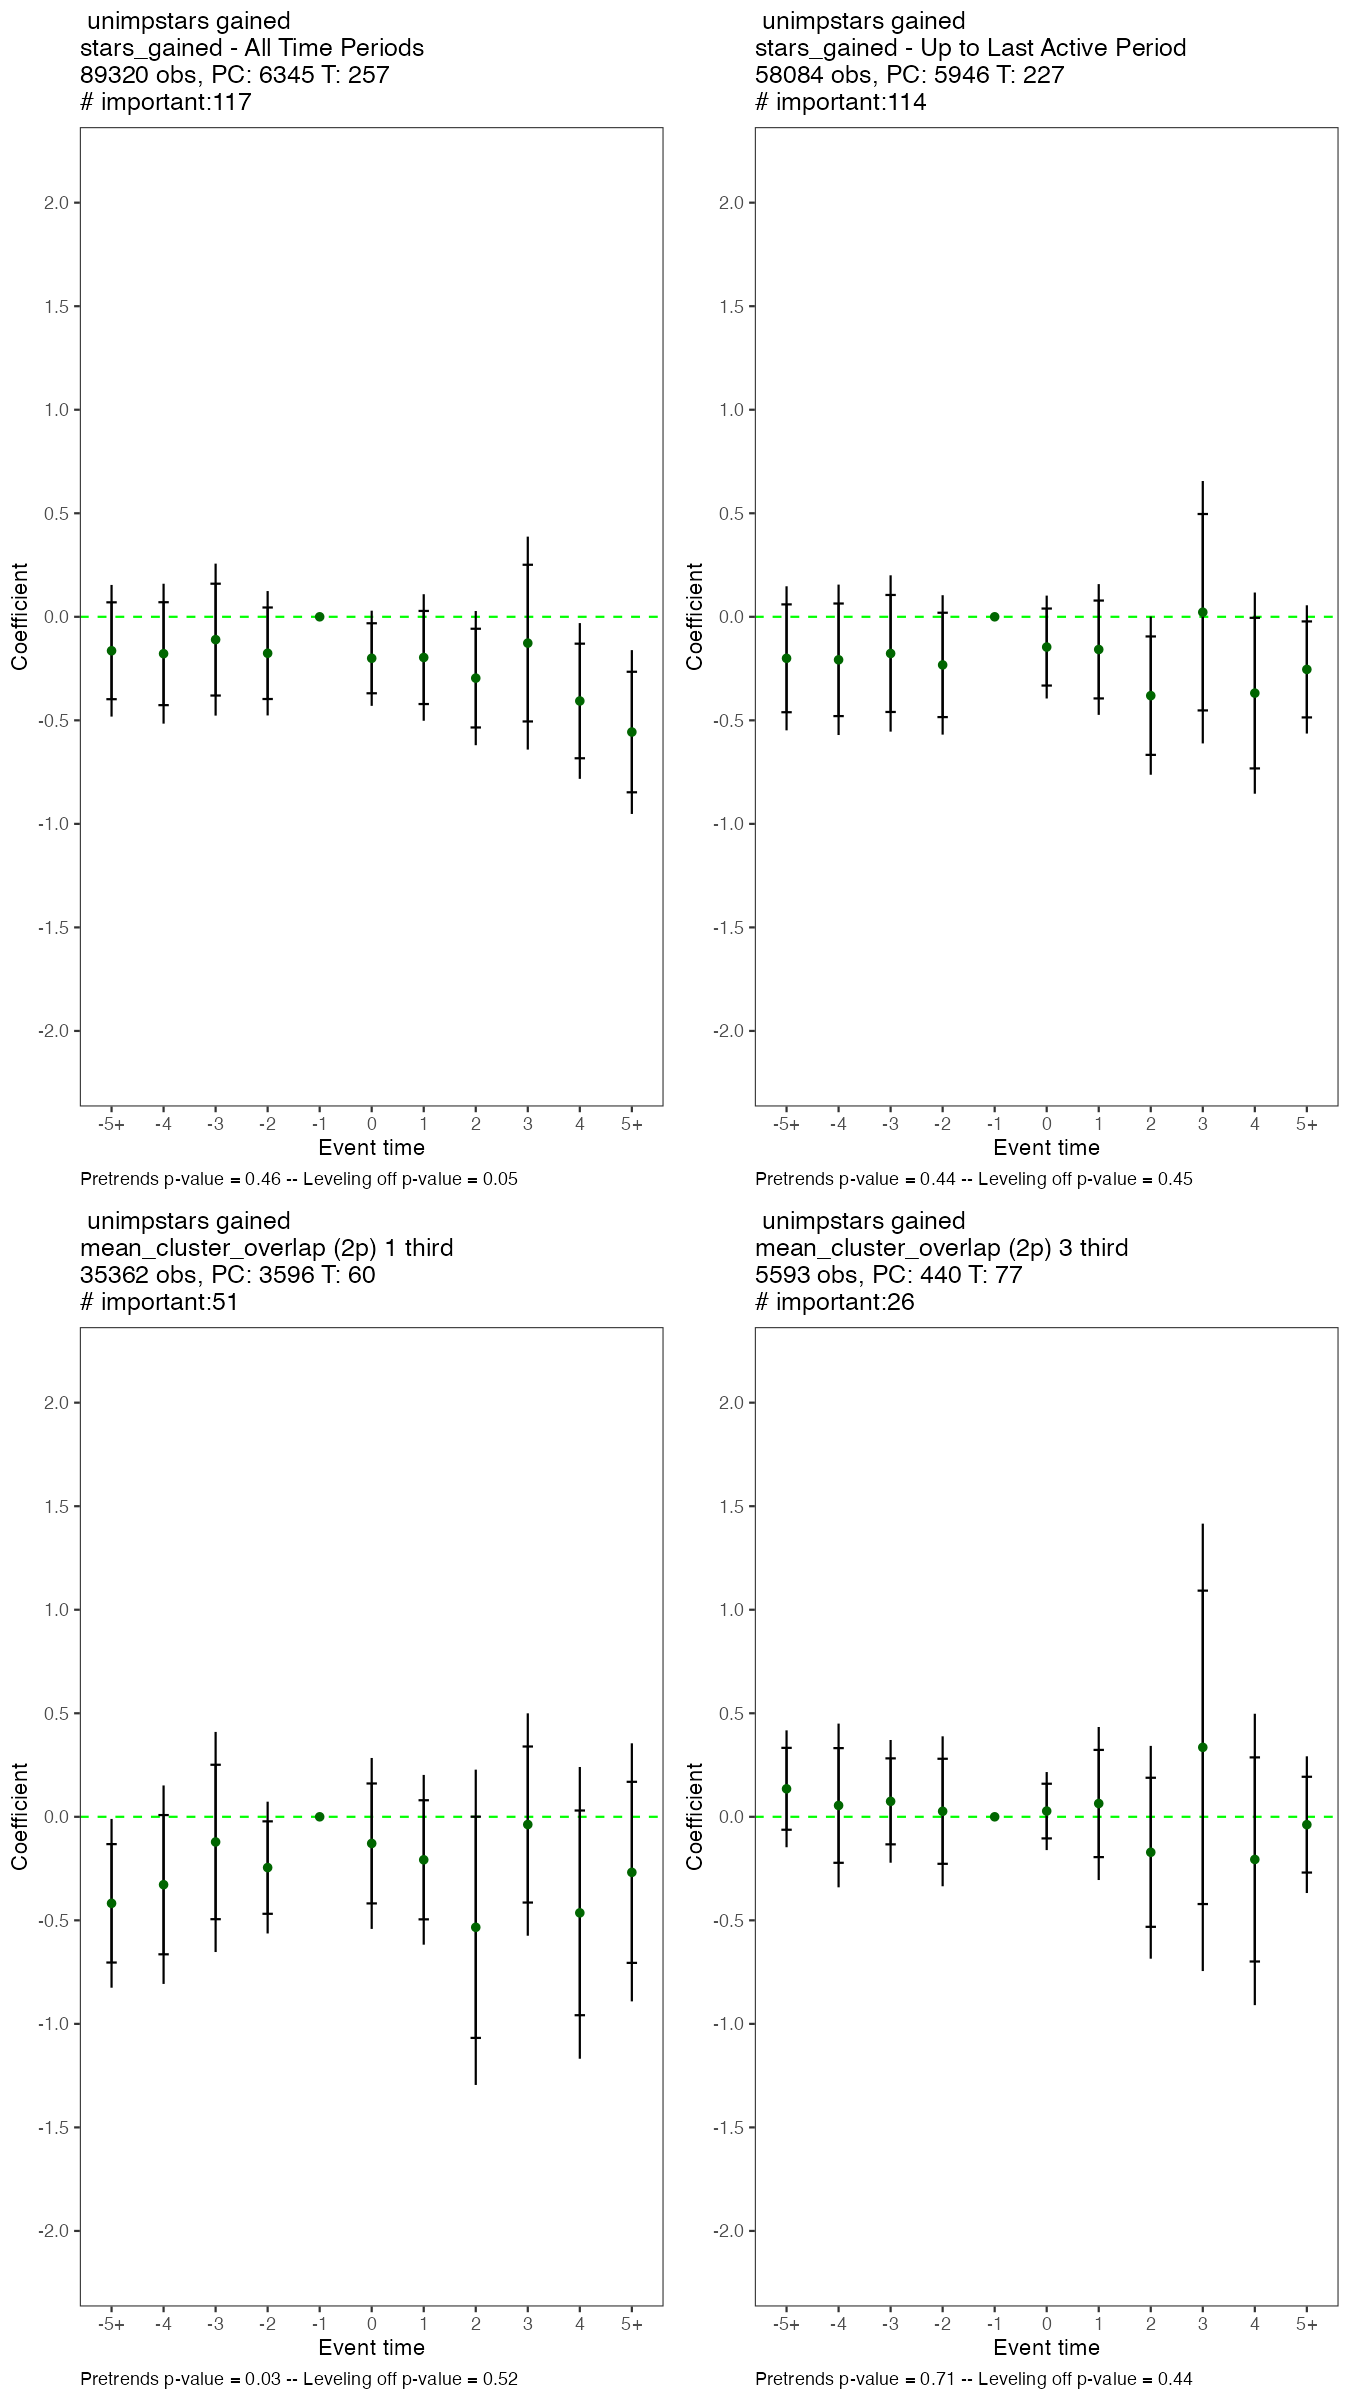 unimpstars gained
stars_gained - All Time Periods
89320 obs, PC: 6345 T: 257
# important:117
2.0
1.5
1.0
0.5
0.0
-0.5
-1.0
-1.5
-2.0
Coefficient
-5+ -4 -3 -2 -1 0 1 2 3 4 5+
Event time
Pretrends p-value = 0.46 -- Leveling off p-value = 0.05
unimpstars gained
stars_gained - Up to Last Active Period
58084 obs, PC: 5946 T: 227
# important:114
2.0
1.5
1.0
0.5
0.0
-0.5
-1.0
-1.5
-2.0
Coefficient
-5+ -4 -3 -2 -1 0 1 2 3 4 5+
Event time
Pretrends p-value = 0.44 -- Leveling off p-value = 0.45
unimpstars gained
mean_cluster_overlap (2p) 1 third
35362 obs, PC: 3596 T: 60
# important:51
2.0
1.5
1.0
0.5
0.0
-0.5
-1.0
-1.5
-2.0
Coefficient
-5+ -4 -3 -2 -1 0 1 2 3 4 5+
Event time
Pretrends p-value = 0.03 -- Leveling off p-value = 0.52
unimpstars gained
mean_cluster_overlap (2p) 3 third
5593 obs, PC: 440 T: 77
# important:26
2.0
1.5
1.0
0.5
0.0
-0.5
-1.0
-1.5
-2.0
Coefficient
-5+ -4 -3 -2 -1 0 1 2 3 4 5+
Event time
Pretrends p-value = 0.71 -- Leveling off p-value = 0.44